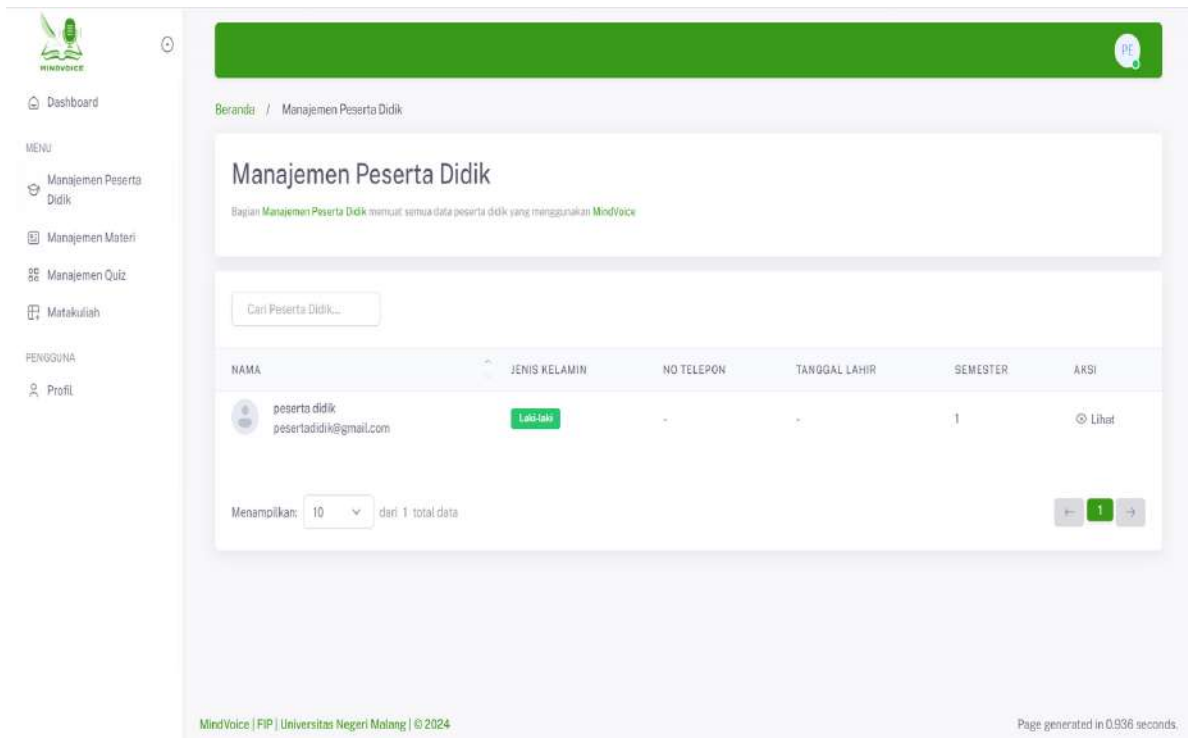 MINDVOICE
Dashboard
MENU
Manajemen Peserta
Didik
Manajemen Materi
Manajemen Quiz
Matakuliah
PENGGUNA
Profil
PE
Beranda / Manajemen Peserta Didik
Manajemen Peserta Didik
Bagian Manajemen Peserta Didik memuat semua data peserta didik yang menggunakan MindVoice
Cari Peserta Didik...
NAMA JENIS KELAMIN NO TELEPON TANGGAL LAHIR SEMESTER AKSI
peserta didik
pesertadidik@gmail.com Laki-laki - - 1 Lihat
Menampilkan: 10 dari 1 total data
← 1 →
MindVoice | FIP | Universitas Negeri Malang | © 2024
Page generated in 0.936 seconds.